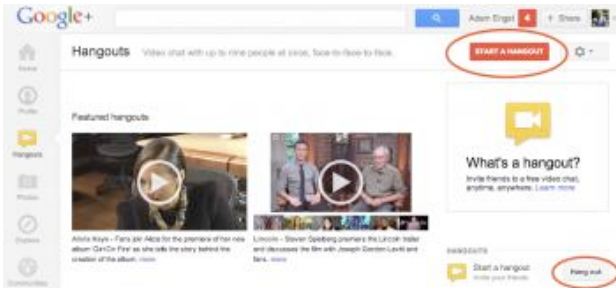 Google+
Adam Engst 4 + Share
Hangouts Video chat with up to nine people at once, face-to-face-to-face.
START A HANGOUT
Home
Profile
Hangouts
Photos
Explore
Communities
Featured hangouts
Alicia Keys - Fans join Alicia for the premiere of her new
album 'Girl On Fire' as she tells the story behind the
creation of the album. more
Lincoln - Steven Spielberg premiers the Lincoln trailer
and discusses the film with Joseph Gordon-Levitt and
fans. more
What's a hangout?
Invite friends to a free video chat,
anytime, anywhere. Learn more
HANGOUTS
Start a hangout
Invite your friends
Hang out